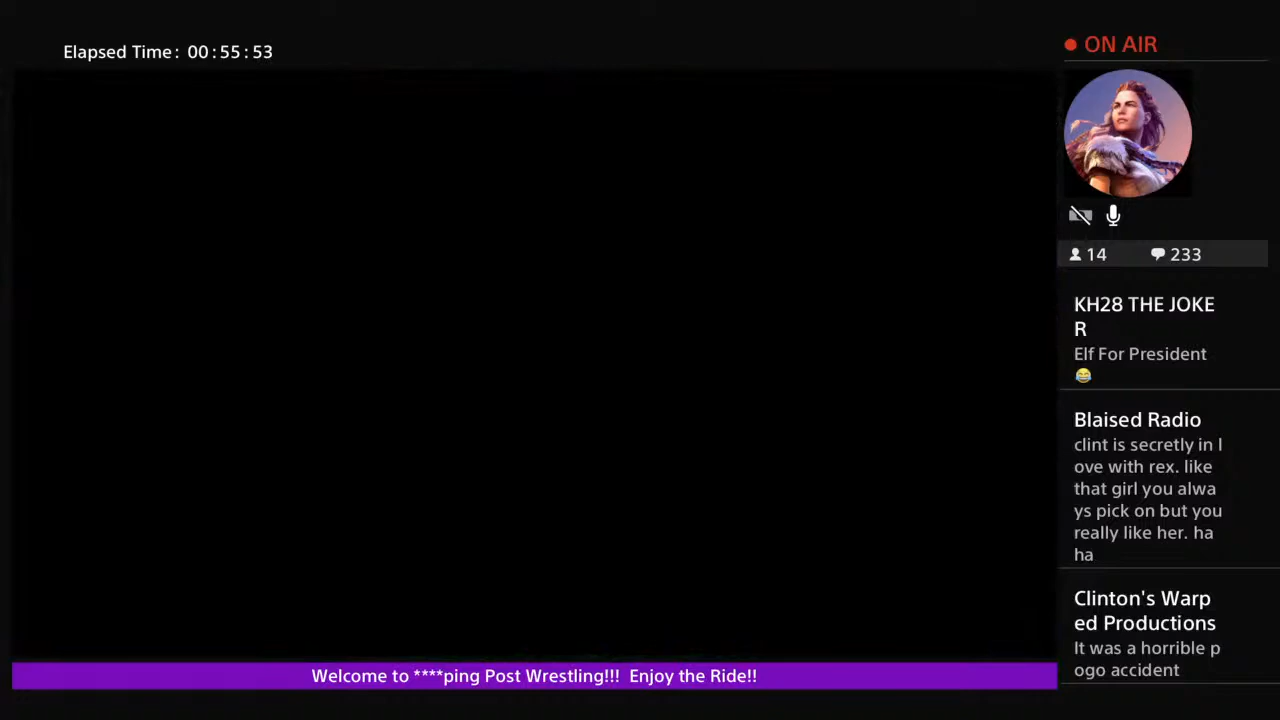 Elapsed Time: 00:55:53
ON AIR
14 233
KH28 THE JOKE
R
Elf For President
😂
Blaised Radio
clint is secretly in l
ove with rex. like
that girl you alwa
ys pick on but you
really like her. ha
ha
Clinton's Warp
ed Productions
It was a horrible p
ogo accident
Welcome to ****ping Post Wrestling!!! Enjoy the Ride!!